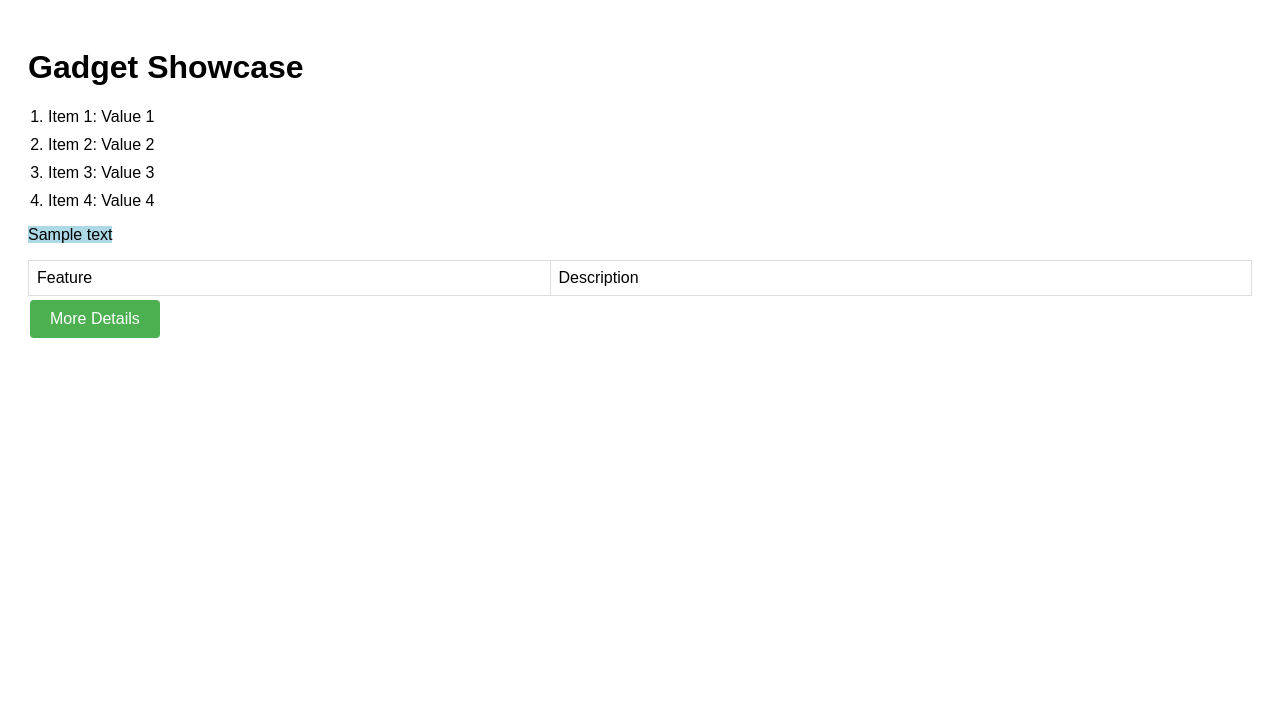 Gadget Showcase
1. Item 1: Value 1
2. Item 2: Value 2
3. Item 3: Value 3
4. Item 4: Value 4
Sample text
Feature Description
More Details